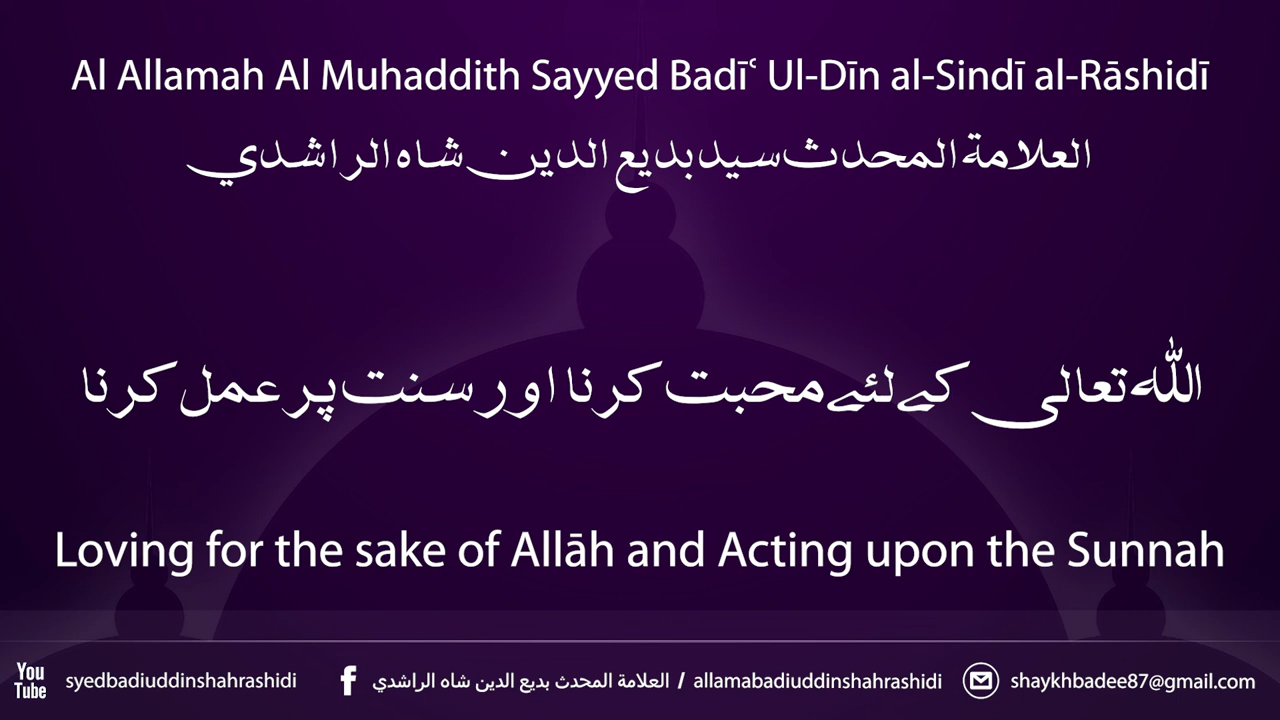 Al Allamah Al Muhaddith Sayyed Badīʿ Ul-Dīn al-Sindī al-Rāshidī
العلامة المحدث سيد بديع الدين شاه الراشدي
اللہ تعالی کے لئے محبت کرنا اور سنت پر عمل کرنا
Loving for the sake of Allāh and Acting upon the Sunnah
You Tube syedbadiuddinshahrashidi f العلامة المحدث بديع الدين شاه الراشدي / allamabadiuddinshahrashidi shaykhbadee87@gmail.com